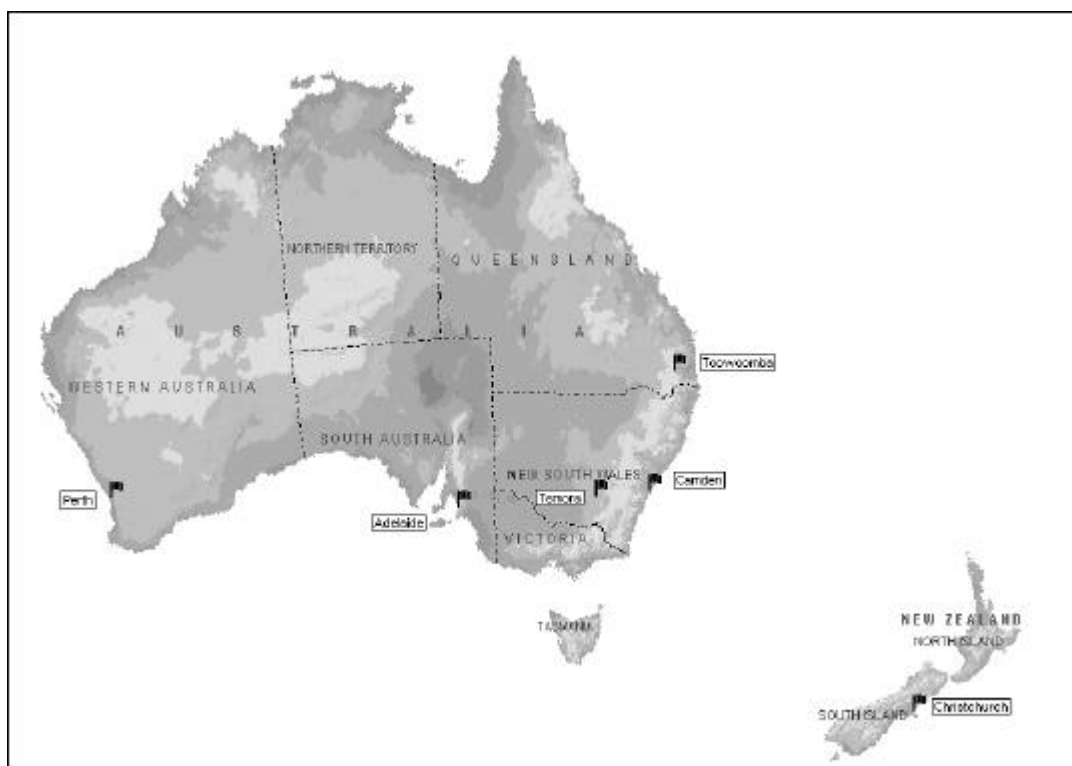 NORTHERN TERRITORY
QUEENSLAND
AUSTRALIA
Toowoomba
WESTERN AUSTRALIA
SOUTH AUSTRALIA
NEW SOUTH WALES
Camden
Perth
Temora
Adelaide
VICTORIA
TASMANIA
NEW ZEALAND
NORTH ISLAND
Christchurch
SOUTH ISLAND